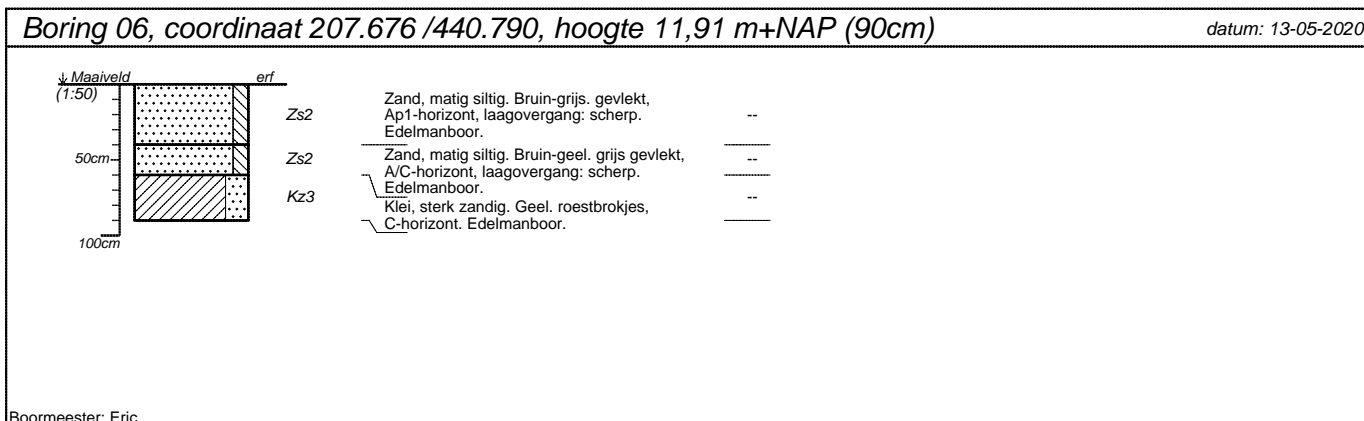 Boring 06, coordinaat 207.676 /440.790, hoogte 11,91 m+NAP (90cm)
datum: 13-05-2020
Maaiveld
erf
(1:50)
Zs2
Zand, matig siltig. Bruin-grijs. gevlekt,
Ap1-horizont, laagovergang: scherp.
Edelmanboor.
--
50cm
Zs2
Zand, matig siltig. Bruin-geel. grijs gevlekt,
A/C-horizont, laagovergang: scherp.
Edelmanboor.
--
Kz3
Klei, sterk zandig. Geel. roestbrokjes,
C-horizont. Edelmanboor.
--
100cm
Boormeester: Eric